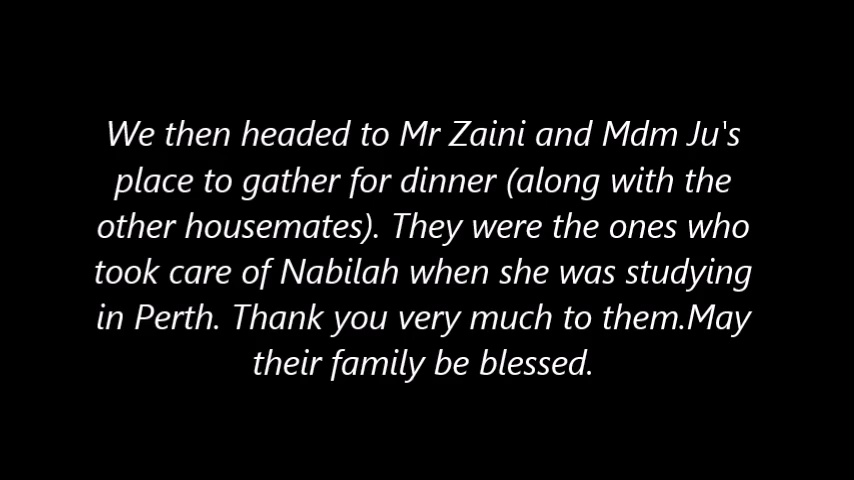 We then headed to Mr Zaini and Mdm Ju's
place to gather for dinner (along with the
other housemates). They were the ones who
took care of Nabilah when she was studying
in Perth. Thank you very much to them.May
their family be blessed.